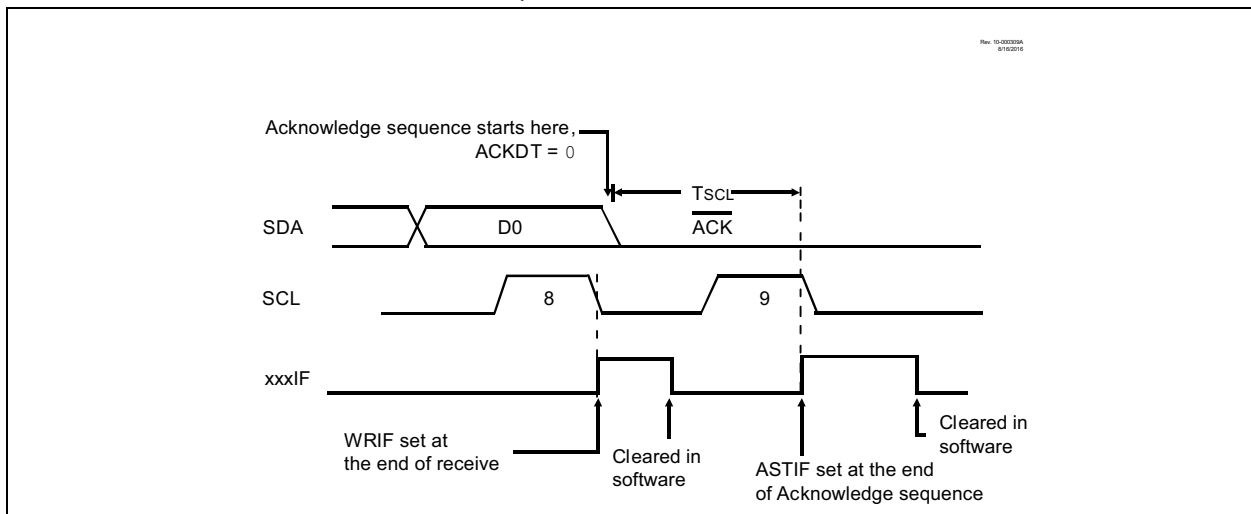 Rev. 10-000309A
8/16/2016
Acknowledge sequence starts here,
ACKDT = 0
TSCL
SDA
D0
ACK
SCL
8
9
xxxIF
WRIF set at
the end of receive
Cleared in
software
ASTIF set at the end
of Acknowledge sequence
Cleared in
software